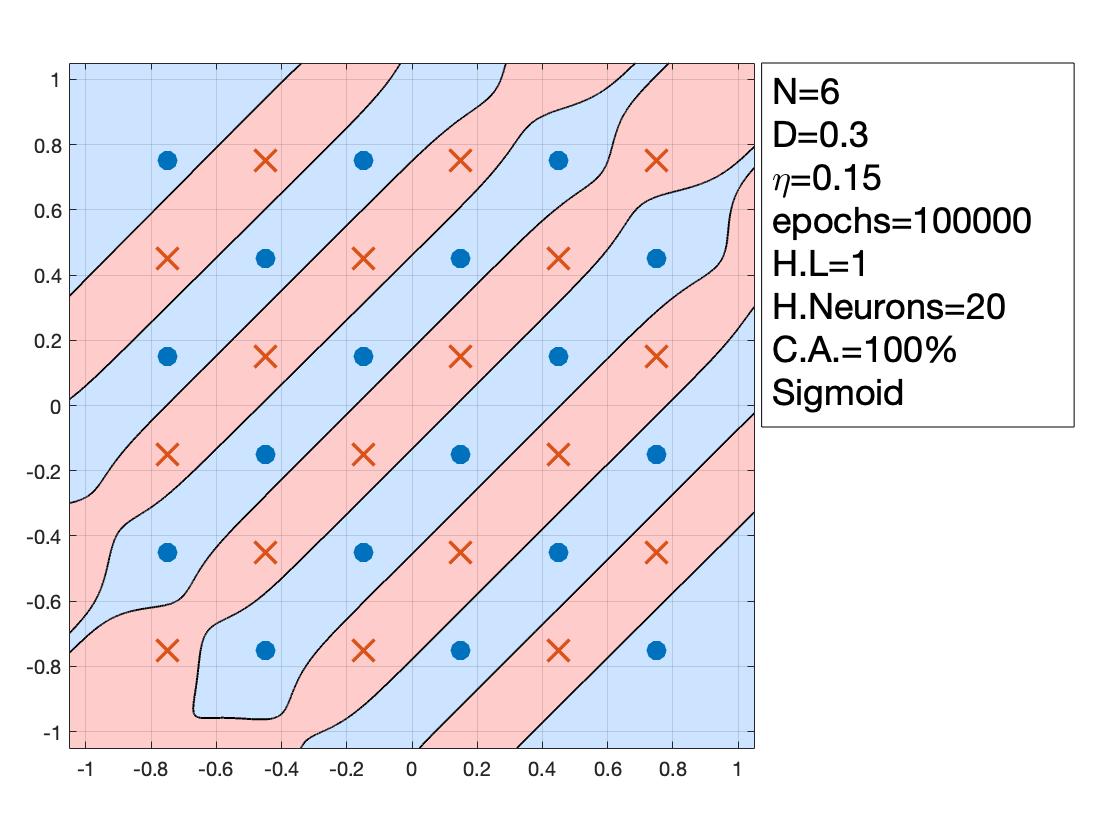 1
0.8
0.6
0.4
0.2
0
-0.2
-0.4
-0.6
-0.8
-1
-1 -0.8 -0.6 -0.4 -0.2 0 0.2 0.4 0.6 0.8 1
N=6
D=0.3
η=0.15
epochs=100000
H.L=1
H.Neurons=20
C.A.=100%
Sigmoid